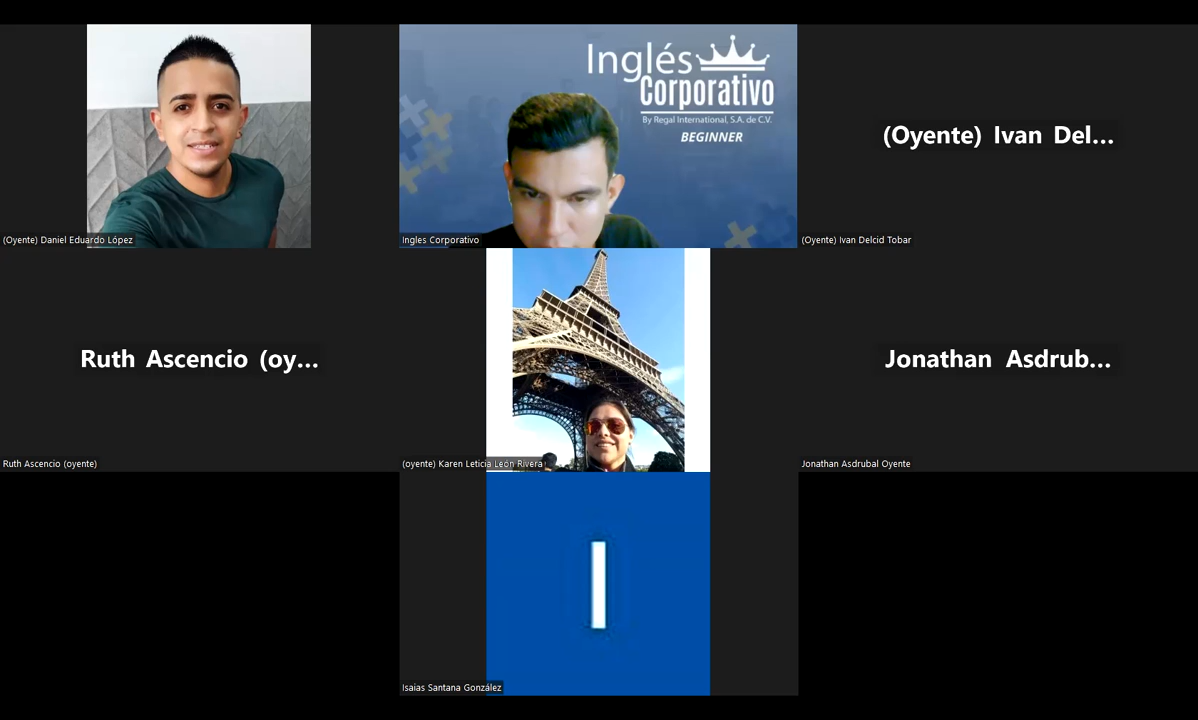 Inglés
Corporativo
By Regal International, S.A. de C.V.
BEGINNER
(Oyente) Ivan Del...
(Oyente) Daniel Eduardo López
Ingles Corporativo
(Oyente) Ivan Delcid Tobar
Ruth Ascencio (oy...
Jonathan Asdrub...
Ruth Ascencio (oyente)
(oyente) Karen Leticia León Rivera
Jonathan Asdrubal Oyente
I
Isaias Santana González